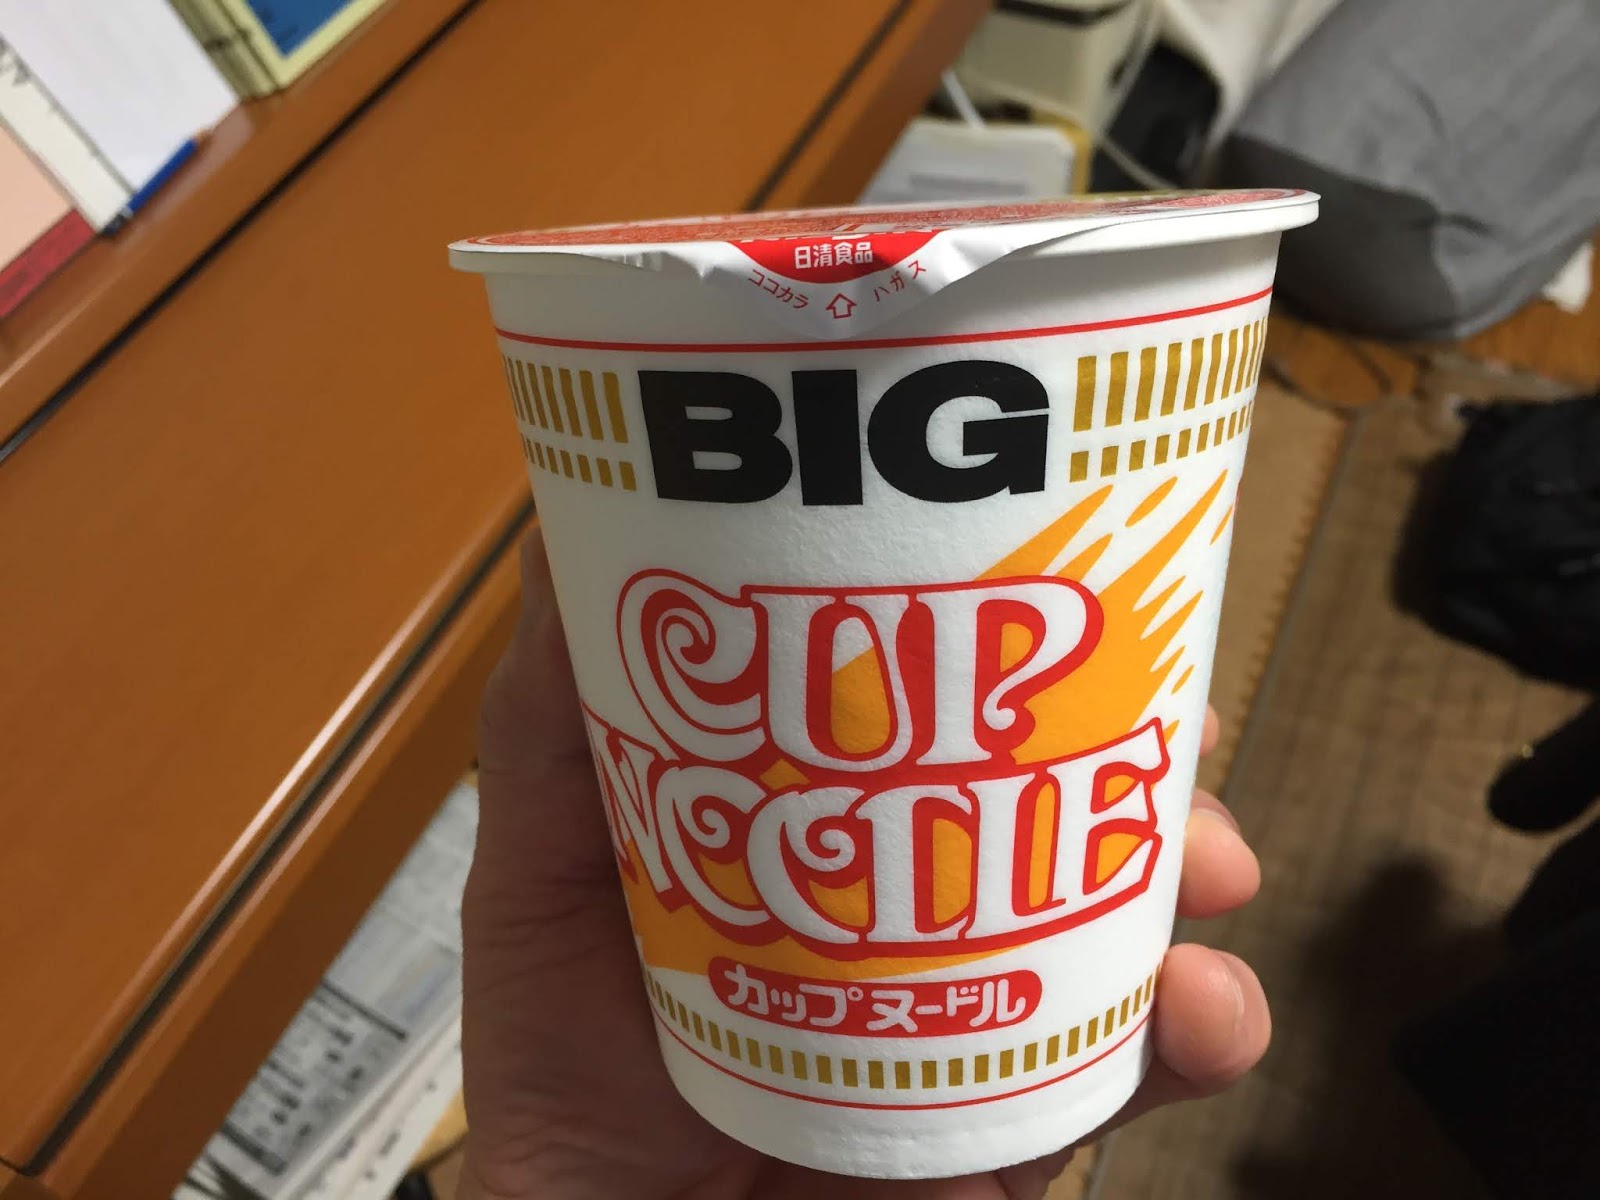 日清食品
ココカラ ハガス
BIG
CUP
NOODLE
カップヌードル